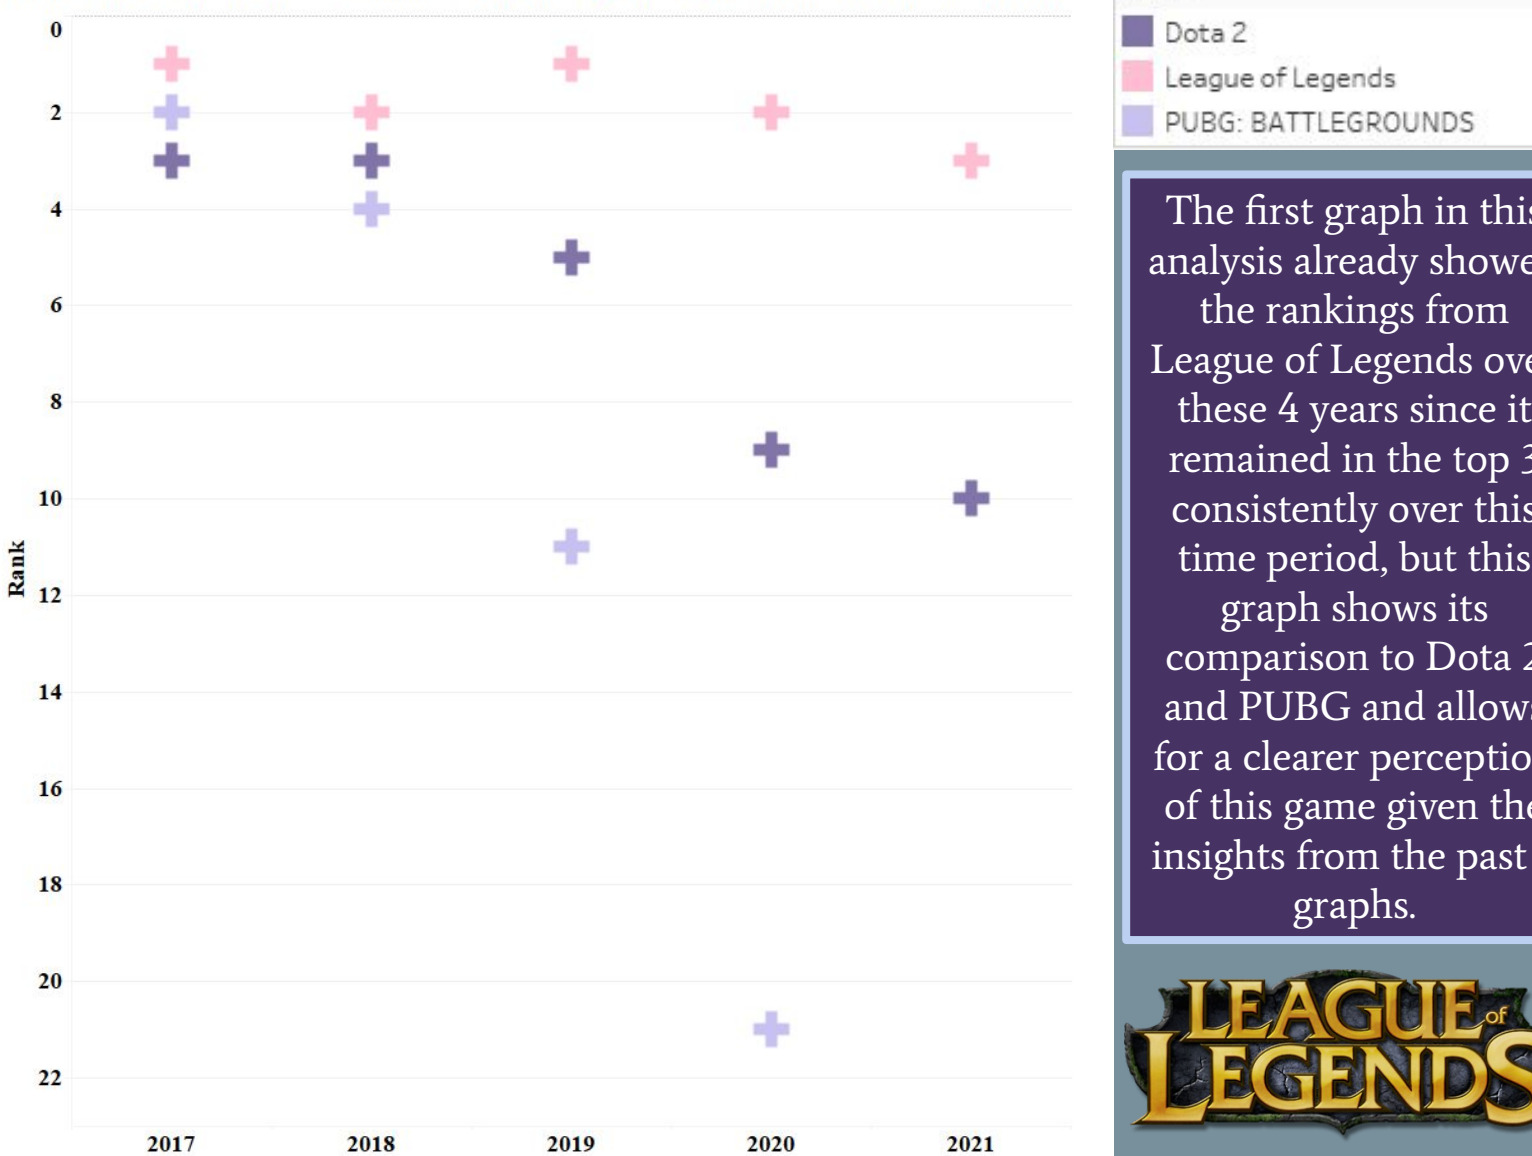 0
2
4
6
8
10
12
14
16
18
20
22
Rank
2017 2018 2019 2020 2021
Dota 2
League of Legends
PUBG: BATTLEGROUNDS
The first graph in this
analysis already showe
the rankings from
League of Legends ove
these 4 years since it
remained in the top 3
consistently over this
time period, but this
graph shows its
comparison to Dota 2
and PUBG and allows
for a clearer perceptio
of this game given the
insights from the past
graphs.
LEAGUE of
LEGENDS